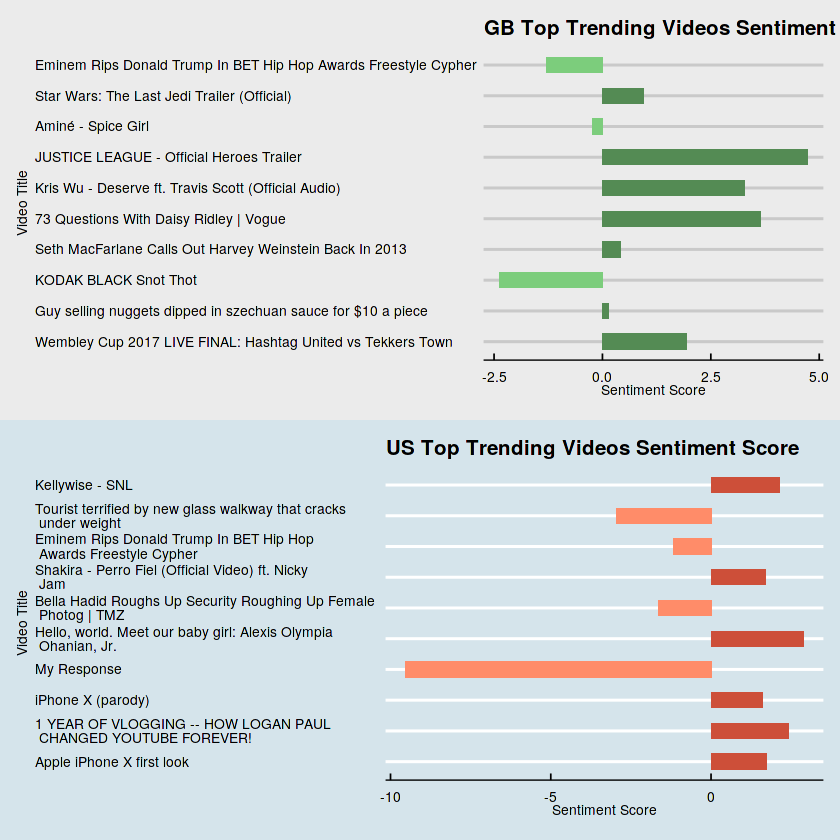 GB Top Trending Videos Sentiment
Eminem Rips Donald Trump In BET Hip Hop Awards Freestyle Cypher
Star Wars: The Last Jedi Trailer (Official)
Aminé - Spice Girl
JUSTICE LEAGUE - Official Heroes Trailer
Kris Wu - Deserve ft. Travis Scott (Official Audio)
73 Questions With Daisy Ridley | Vogue
Seth MacFarlane Calls Out Harvey Weinstein Back In 2013
KODAK BLACK Snot Thot
Guy selling nuggets dipped in szechuan sauce for $10 a piece
Wembley Cup 2017 LIVE FINAL: Hashtag United vs Tekkers Town
Video Title
-2.5 0.0 2.5 5.0
Sentiment Score
US Top Trending Videos Sentiment Score
Kellywise - SNL
Tourist terrified by new glass walkway that cracks
under weight
Eminem Rips Donald Trump In BET Hip Hop
Awards Freestyle Cypher
Shakira - Perro Fiel (Official Video) ft. Nicky
Jam
Bella Hadid Roughs Up Security Roughing Up Female
Photog | TMZ
Hello, world. Meet our baby girl: Alexis Olympia
Ohanian, Jr.
My Response
iPhone X (parody)
1 YEAR OF VLOGGING -- HOW LOGAN PAUL
CHANGED YOUTUBE FOREVER!
Apple iPhone X first look
Video Title
-10 -5 0
Sentiment Score